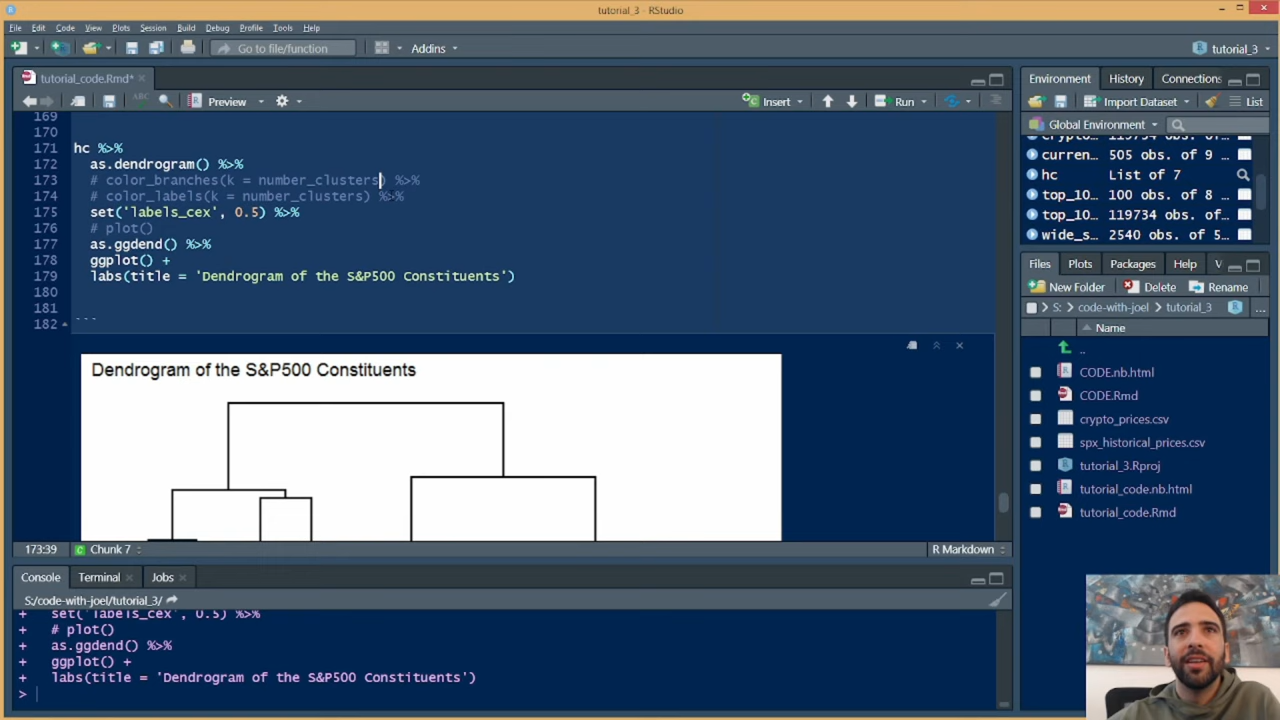 tutorial_3 - RStudio
File Edit Code View Plots Session Build Debug Profile Tools Help
Go to file/function Addins tutorial_3
tutorial_code.Rmd*
ABC Preview Insert Run
169
170
171 hc %>%
172 as.dendrogram() %>%
173 # color_branches(k = number_clusters) %>%
174 # color_labels(k = number_clusters) %>%
175 set('labels_cex', 0.5) %>%
176 # plot()
177 as.ggdend() %>%
178 ggplot() +
179 labs(title = 'Dendrogram of the S&P500 Constituents')
180
181
182 ```
Dendrogram of the S&P500 Constituents
173:39 Chunk 7 R Markdown
Console Terminal Jobs
S:/code-with-joel/tutorial_3/
+ set('labels_cex', 0.5) %>%
+ # plot()
+ as.ggdend() %>%
+ ggplot() +
+ labs(title = 'Dendrogram of the S&P500 Constituents')
>
Environment History Connections
Import Dataset List
Global Environment
crypto… 119734 obs. of…
curren… 505 obs. of 9
hc List of 7
top_10… 100 obs. of 8
top_10… 119734 obs. of…
wide_s… 2540 obs. of 5…
Files Plots Packages Help V
New Folder Delete Rename
S: code-with-joel tutorial_3 ...
Name
..
CODE.nb.html
CODE.Rmd
crypto_prices.csv
spx_historical_prices.csv
tutorial_3.Rproj
tutorial_code.nb.html
tutorial_code.Rmd